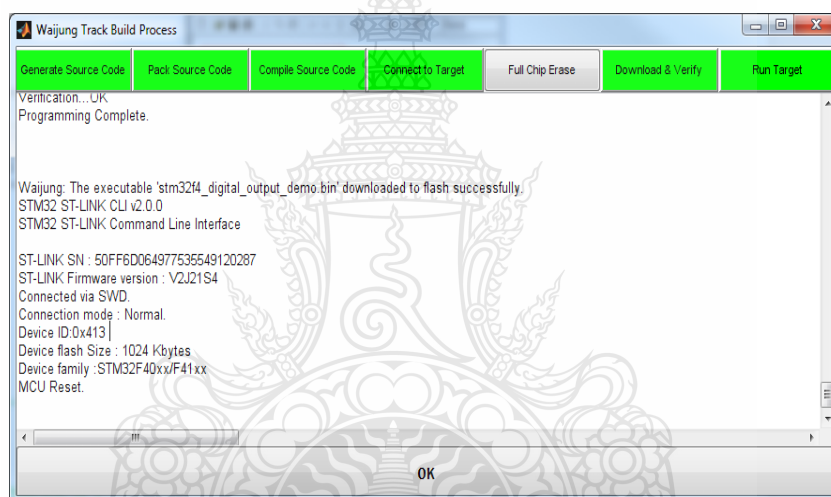 Waijung Track Build Process
Generate Source Code Pack Source Code Compile Source Code Connect to Target Full Chip Erase Download & Verify Run Target
Verification...OK
Programming Complete.
Waijung: The executable 'stm32f4_digital_output_demo.bin' downloaded to flash successfully.
STM32 ST-LINK CLI v2.0.0
STM32 ST-LINK Command Line Interface
ST-LINK SN : 50FF6D064977535549120287
ST-LINK Firmware version : V2J21S4
Connected via SWD.
Connection mode : Normal.
Device ID:0x413
Device flash Size : 1024 Kbytes
Device family :STM32F40xx/F41xx
MCU Reset.
OK